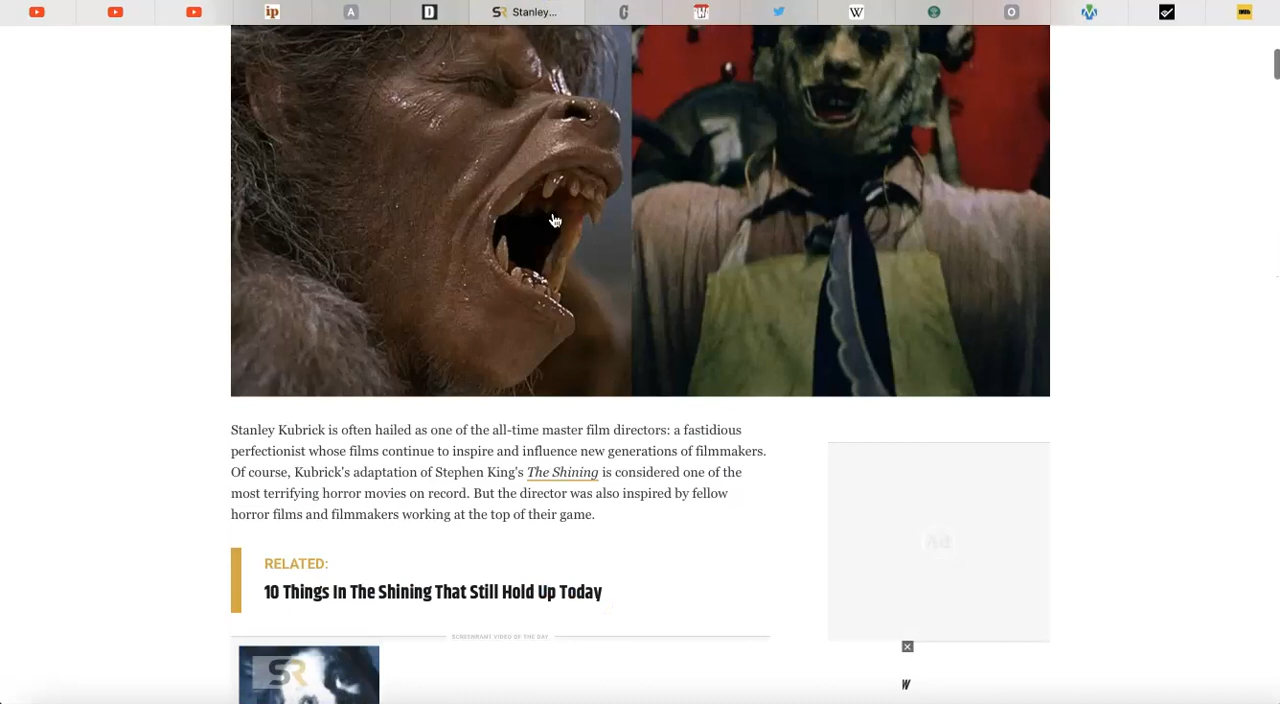 ip
A
D
SR Stanley...
W
O
Stanley Kubrick is often hailed as one of the all-time master film directors: a fastidious
perfectionist whose films continue to inspire and influence new generations of filmmakers.
Of course, Kubrick's adaptation of Stephen King's The Shining is considered one of the
most terrifying horror movies on record. But the director was also inspired by fellow
horror films and filmmakers working at the top of their game.
Ad
RELATED:
10 Things In The Shining That Still Hold Up Today
SCREENRANT VIDEO OF THE DAY
SR
W